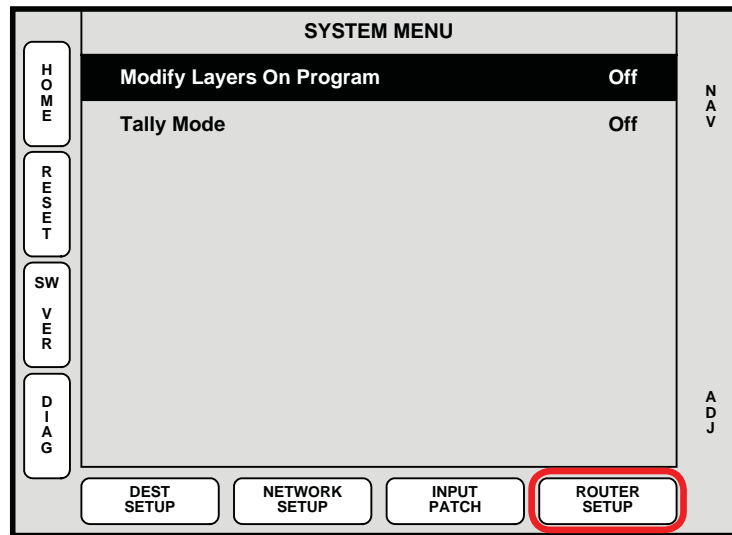 SYSTEM MENU
HOME
Modify Layers On Program Off
NAV
Tally Mode Off
RESET
SW VER
DIAG
ADJ
DEST SETUP
NETWORK SETUP
INPUT PATCH
ROUTER SETUP